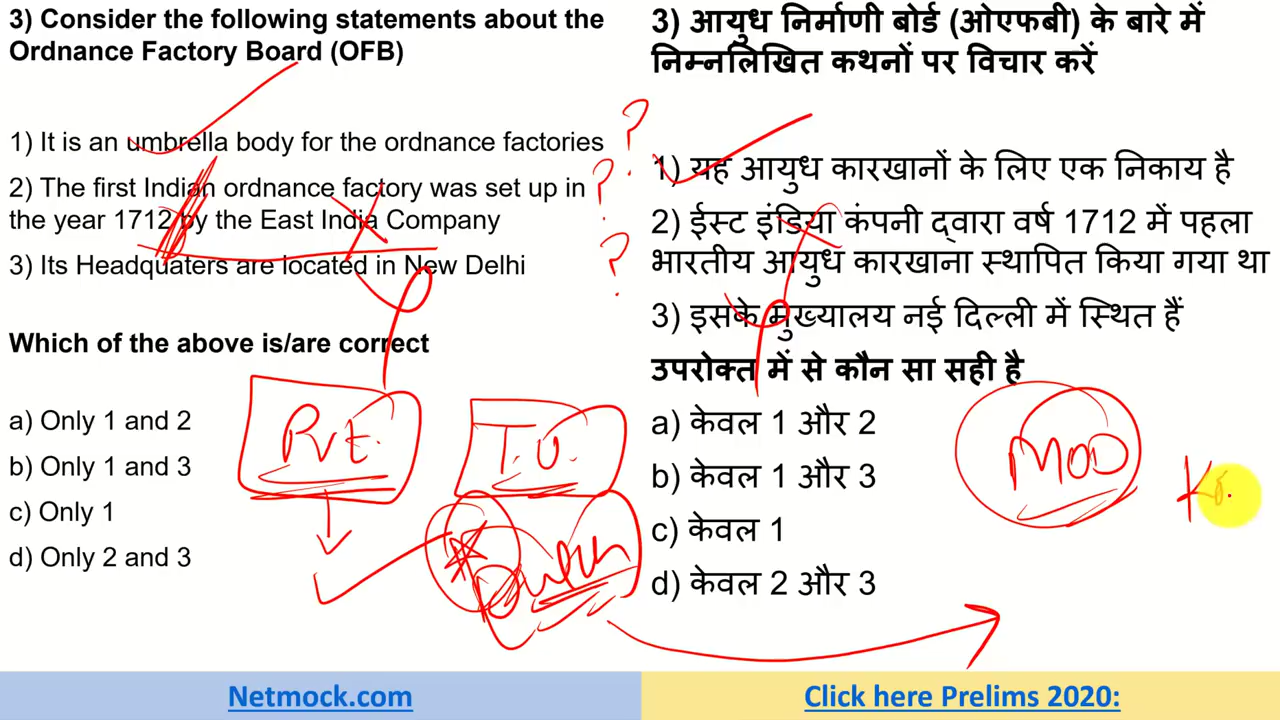 3) Consider the following statements about the
Ordnance Factory Board (OFB)
1) It is an umbrella body for the ordnance factories
2) The first Indian ordnance factory was set up in
the year 1712 by the East India Company
3) Its Headquaters are located in New Delhi
Which of the above is/are correct
a) Only 1 and 2
b) Only 1 and 3
c) Only 1
d) Only 2 and 3
3) आयुध निर्माणी बोर्ड (ओएफबी) के बारे में
निम्नलिखित कथनों पर विचार करें
1) यह आयुध कारखानों के लिए एक निकाय है
2) ईस्ट इंडिया कंपनी द्वारा वर्ष 1712 में पहला
भारतीय आयुध कारखाना स्थापित किया गया था
3) इसके मुख्यालय नई दिल्ली में स्थित हैं
उपरोक्त में से कौन सा सही है
a) केवल 1 और 2
b) केवल 1 और 3
c) केवल 1
d) केवल 2 और 3
?
?
?
Pvt.
MOD
Netmock.com
Click here Prelims 2020: